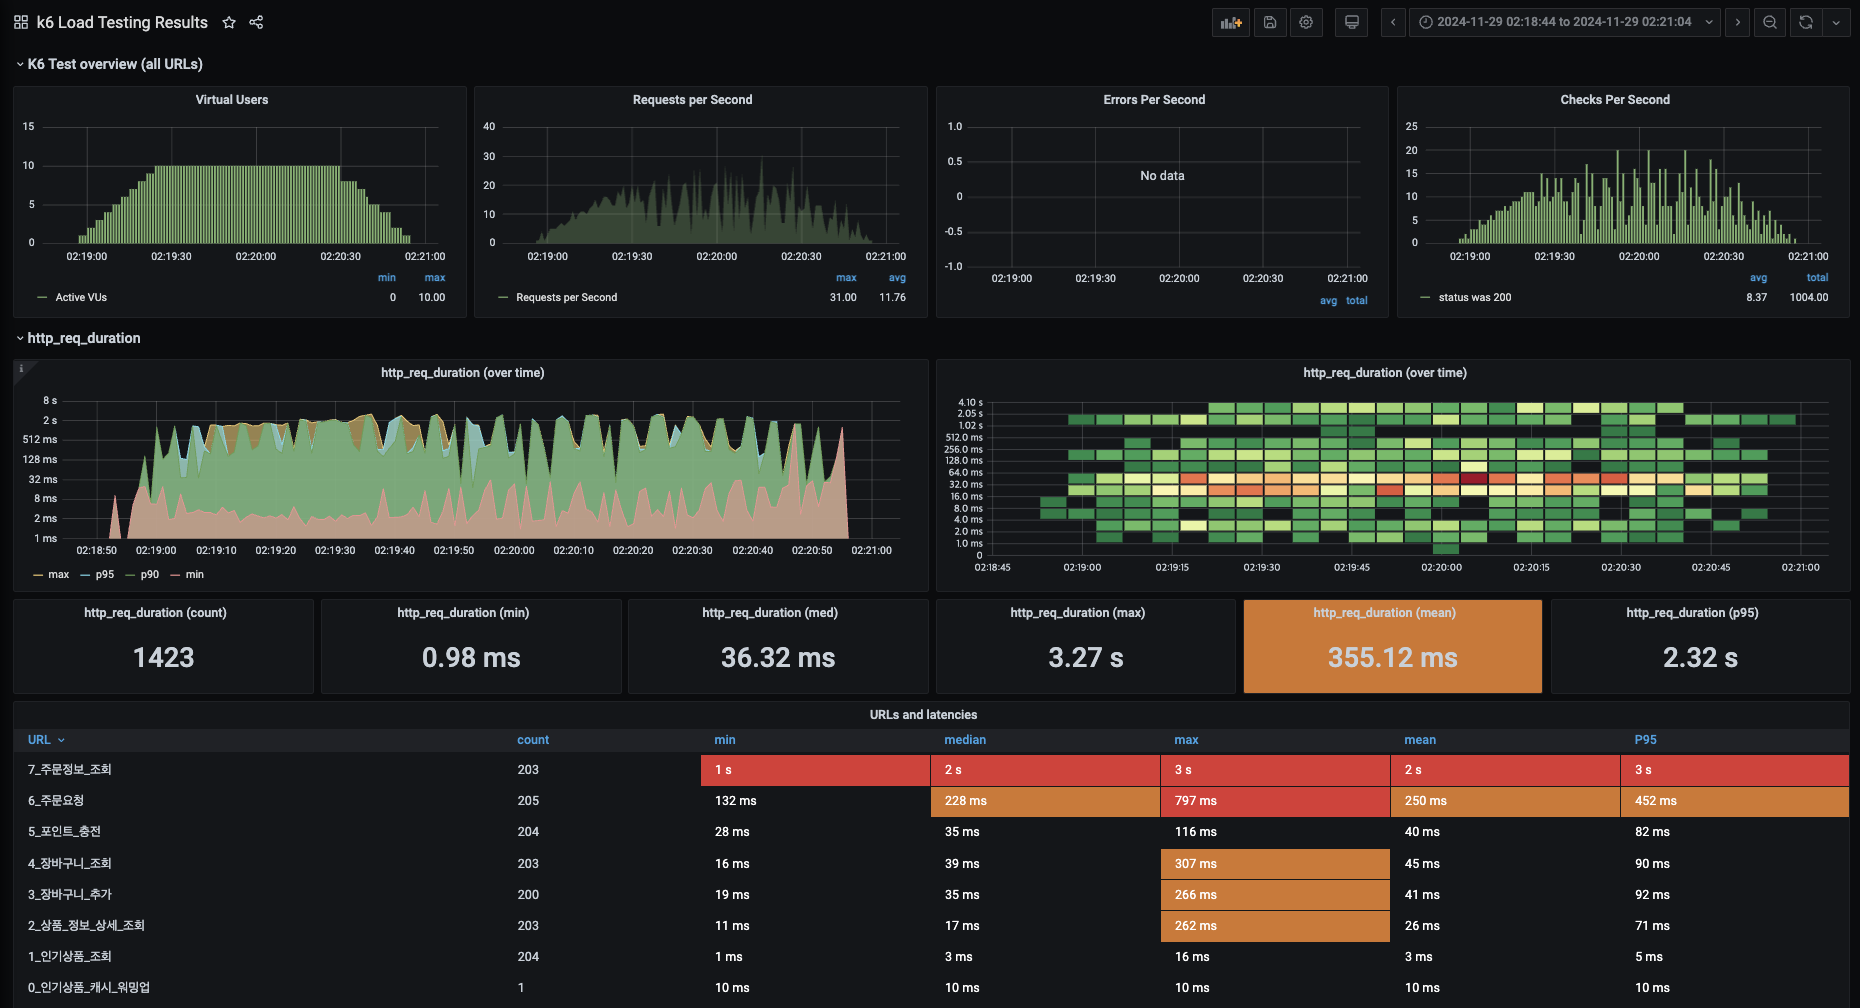 k6 Load Testing Results
2024-11-29 02:18:44 to 2024-11-29 02:21:04
K6 Test overview (all URLs)
Virtual Users
15
10
5
0
02:19:00 02:19:30 02:20:00 02:20:30 02:21:00
min max
Active VUs 0 10.00
Requests per Second
40
30
20
10
0
02:19:00 02:19:30 02:20:00 02:20:30 02:21:00
max avg
Requests per Second 31.00 11.76
Errors Per Second
1.0
0.5
0
-0.5
-1.0
No data
02:19:00 02:19:30 02:20:00 02:20:30 02:21:00
avg total
Checks Per Second
25
20
15
10
5
0
02:19:00 02:19:30 02:20:00 02:20:30 02:21:00
avg total
status was 200 8.37 1004.00
http_req_duration
i
http_req_duration (over time)
8 s
2 s
512 ms
128 ms
32 ms
8 ms
2 ms
1 ms
02:18:50 02:19:00 02:19:10 02:19:20 02:19:30 02:19:40 02:19:50 02:20:00 02:20:10 02:20:20 02:20:30 02:20:40 02:20:50 02:21:00
max p95 p90 min
http_req_duration (over time)
4.10 s
2.05 s
1.02 s
512.0 ms
256.0 ms
128.0 ms
64.0 ms
32.0 ms
16.0 ms
8.0 ms
4.0 ms
2.0 ms
1.0 ms
0
02:18:45 02:19:00 02:19:15 02:19:30 02:19:45 02:20:00 02:20:15 02:20:30 02:20:45 02:21:00
http_req_duration (count)
1423
http_req_duration (min)
0.98 ms
http_req_duration (med)
36.32 ms
http_req_duration (max)
3.27 s
http_req_duration (mean)
355.12 ms
http_req_duration (p95)
2.32 s
URLs and latencies
URL count min median max mean P95
7_주문정보_조회 203 1 s 2 s 3 s 2 s 3 s
6_주문요청 205 132 ms 228 ms 797 ms 250 ms 452 ms
5_포인트_충전 204 28 ms 35 ms 116 ms 40 ms 82 ms
4_장바구니_조회 203 16 ms 39 ms 307 ms 45 ms 90 ms
3_장바구니_추가 200 19 ms 35 ms 266 ms 41 ms 92 ms
2_상품_정보_상세_조회 203 11 ms 17 ms 262 ms 26 ms 71 ms
1_인기상품_조회 204 1 ms 3 ms 16 ms 3 ms 5 ms
0_인기상품_캐시_워밍업 1 10 ms 10 ms 10 ms 10 ms 10 ms